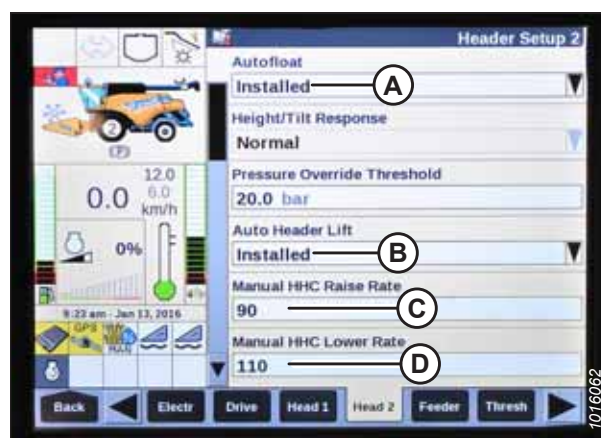 Header Setup 2
Autofloat
Installed
A
Height/Tilt Response
Normal
Pressure Override Threshold
20.0 bar
Auto Header Lift
Installed
B
Manual HHC Raise Rate
90
C
Manual HHC Lower Rate
110
D
2
(P)
12.0
0.0 6.0
km/h
0%
9:23 am - Jan 13, 2016
GPS
MAN
Back
Electr
Drive
Head 1
Head 2
Feeder
Thresh
1016062